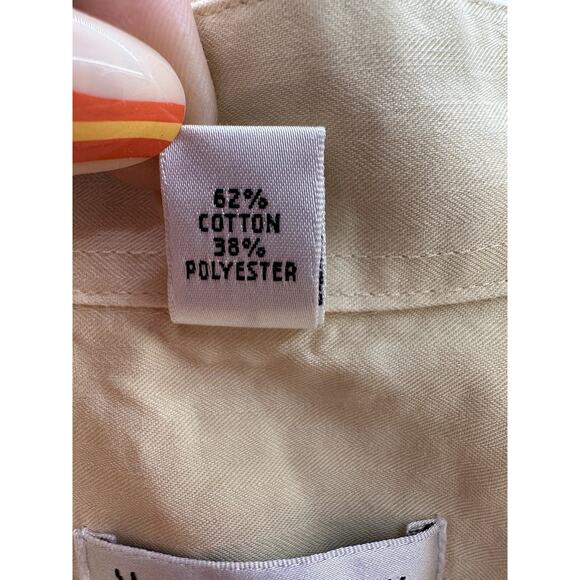 62%
COTTON
38%
POLYESTER